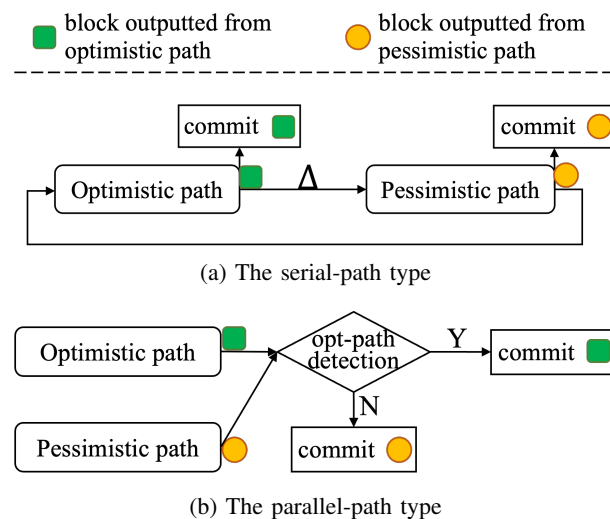 block outputted from
optimistic path
block outputted from
pessimistic path
commit
commit
Optimistic path
Δ
Pessimistic path
(a) The serial-path type
Optimistic path
opt-path
detection
Y
commit
N
Pessimistic path
commit
(b) The parallel-path type